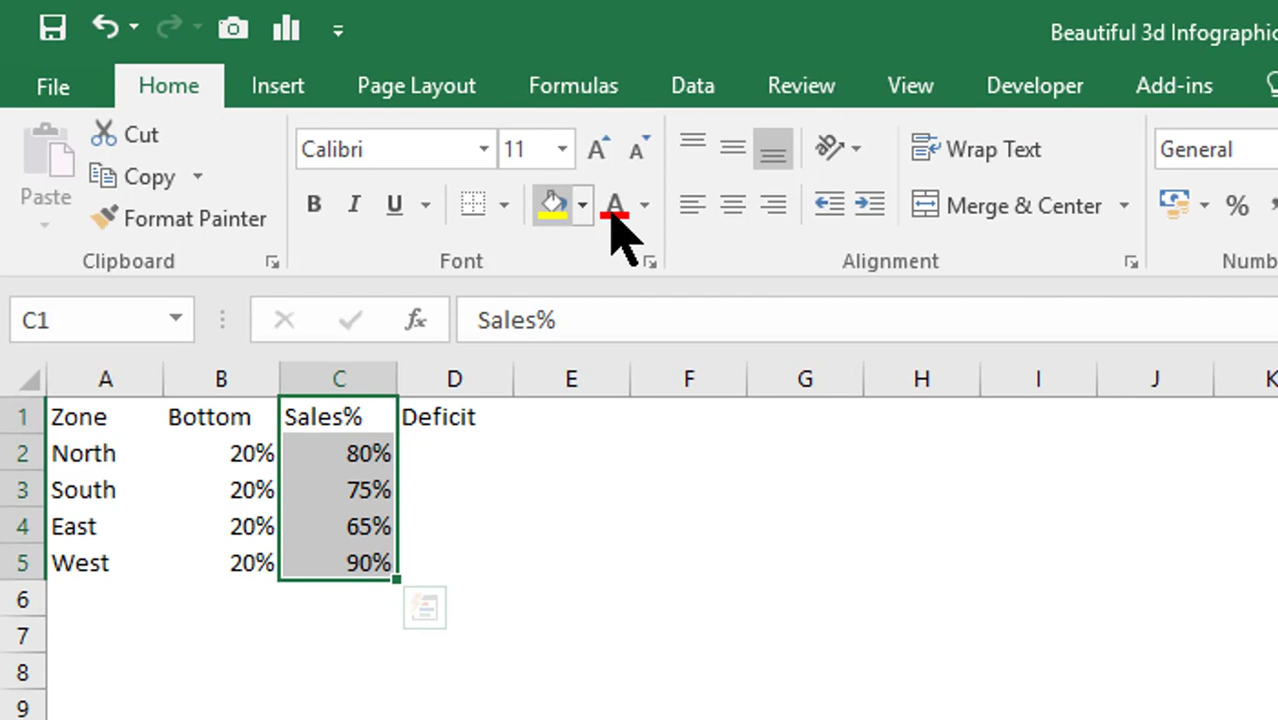 Beautiful 3d Infographic
File Home Insert Page Layout Formulas Data Review View Developer Add-ins
Paste
Cut
Copy
Format Painter
Clipboard
Calibri 11 A A
B I U A
Font
Wrap Text
Merge & Center
Alignment
General
%
Numb
C1 fx Sales%
A B C D E F G H I J K
1 Zone Bottom Sales% Deficit
2 North 20% 80%
3 South 20% 75%
4 East 20% 65%
5 West 20% 90%
6
7
8
9